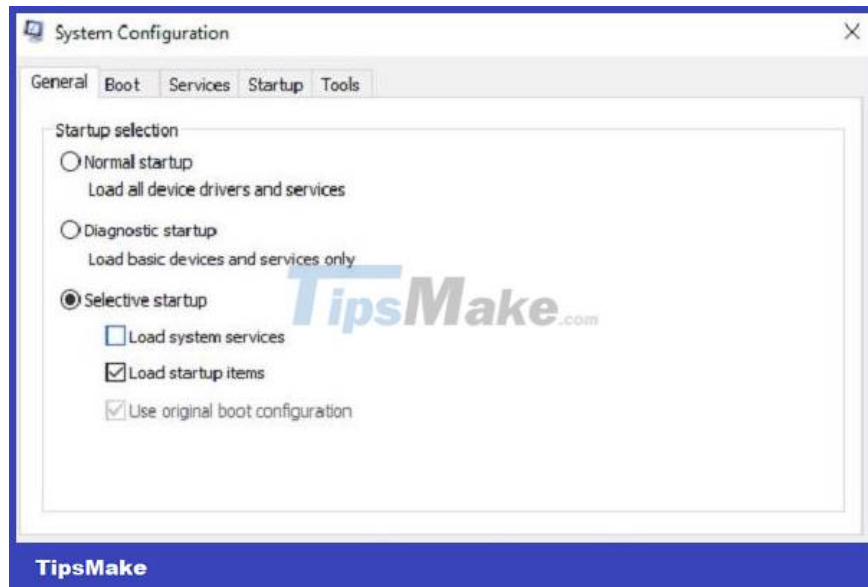 System Configuration
General Boot Services Startup Tools
Startup selection
Normal startup
Load all device drivers and services
Diagnostic startup
Load basic devices and services only
Selective startup
TipsMake.com
Load system services
Load startup items
Use original boot configuration
TipsMake